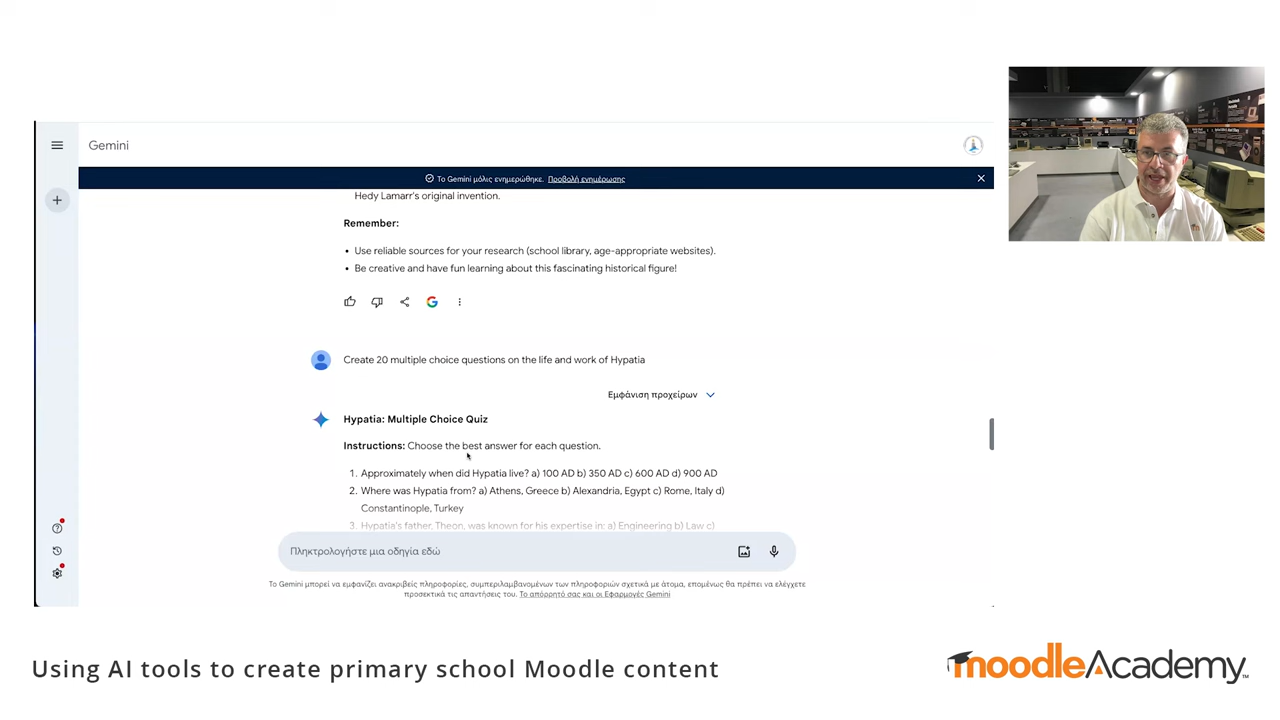 Gemini
Το Gemini μόλις ενημερώθηκε. Προβολή ενημέρωσης
Hedy Lamarr's original invention.
Remember:
• Use reliable sources for your research (school library, age-appropriate websites).
• Be creative and have fun learning about this fascinating historical figure!
Create 20 multiple choice questions on the life and work of Hypatia
Εμφάνιση προχείρων
Hypatia: Multiple Choice Quiz
Instructions: Choose the best answer for each question.
1. Approximately when did Hypatia live? a) 100 AD b) 350 AD c) 600 AD d) 900 AD
2. Where was Hypatia from? a) Athens, Greece b) Alexandria, Egypt c) Rome, Italy d)
Constantinople, Turkey
3. Hypatia's father, Theon, was known for his expertise in: a) Engineering b) Law c)
Πληκτρολογήστε μια οδηγία εδώ
Το Gemini μπορεί να εμφανίζει ανακριβείς πληροφορίες, συμπεριλαμβανομένων των πληροφοριών σχετικά με άτομα, επομένως θα πρέπει να ελέγχετε
προσεκτικά τις απαντήσεις του. Το απόρρητό σας και οι Εφαρμογές Gemini
Using AI tools to create primary school Moodle content
moodleAcademy™